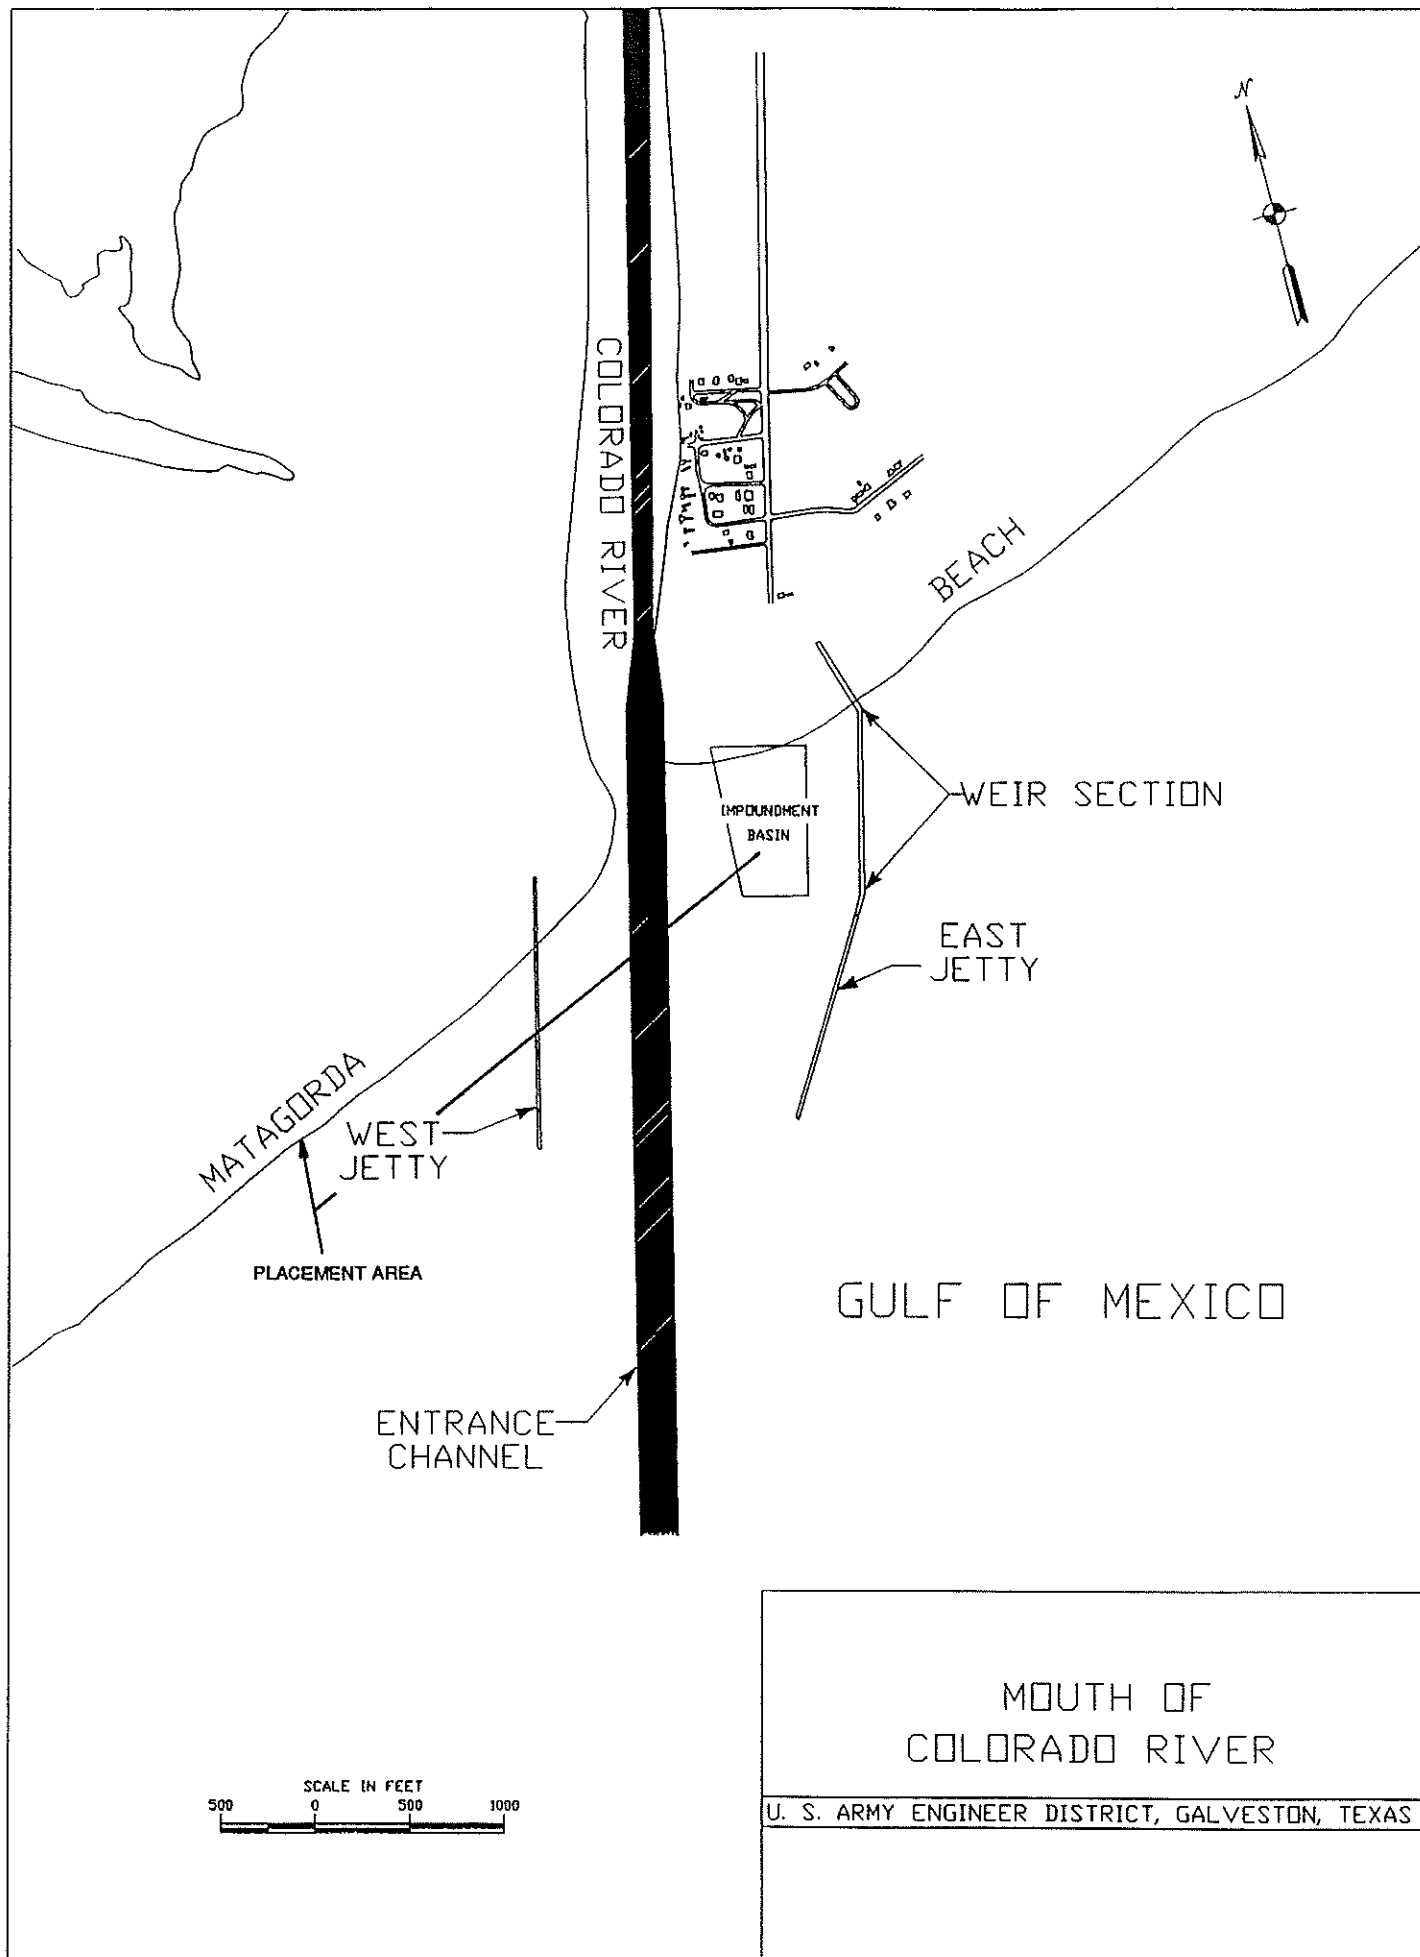 N
COLORADO RIVER
BEACH
WEIR SECTION
IMPOUNDMENT
BASIN
EAST
JETTY
MATAGORDA
WEST
JETTY
PLACEMENT AREA
GULF OF MEXICO
ENTRANCE
CHANNEL
MOUTH OF
COLORADO RIVER
SCALE IN FEET
500 0 500 1000
U. S. ARMY ENGINEER DISTRICT, GALVESTON, TEXAS